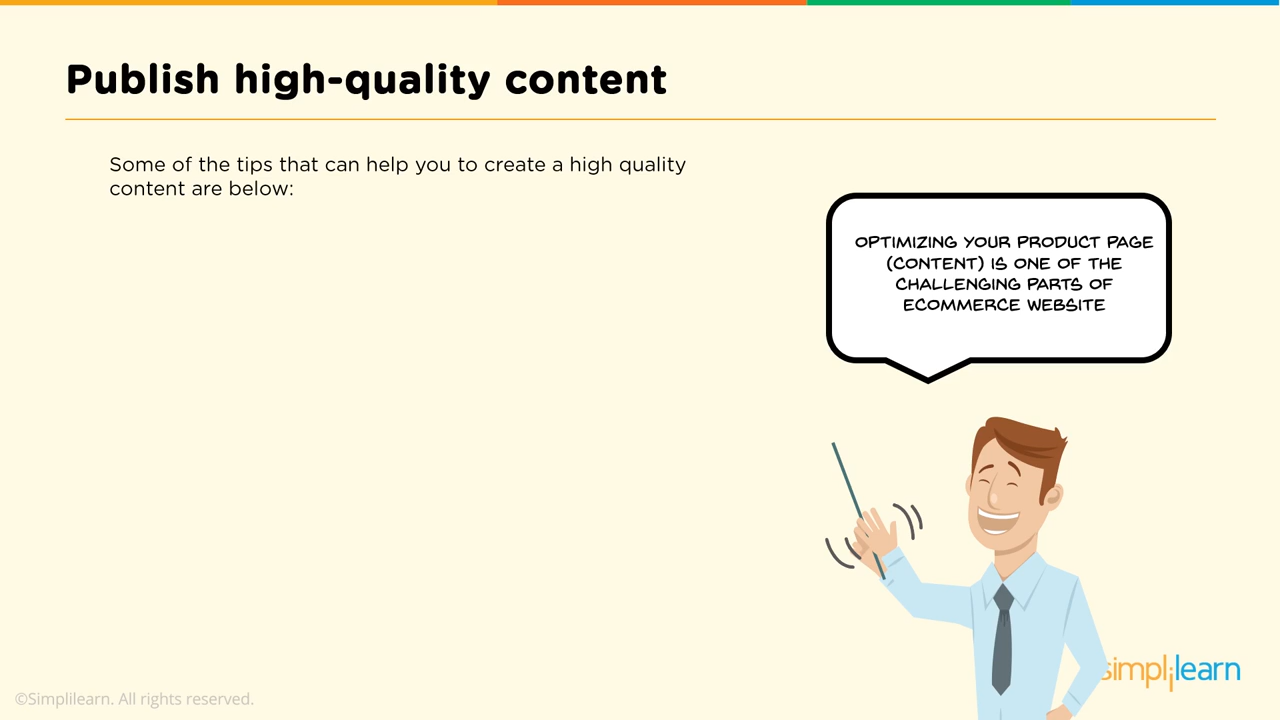 Publish high-quality content
Some of the tips that can help you to create a high quality
content are below:
OPTIMIZING YOUR PRODUCT PAGE
(CONTENT) IS ONE OF THE
CHALLENGING PARTS OF
ECOMMERCE WEBSITE
simplilearn
©Simplilearn. All rights reserved.